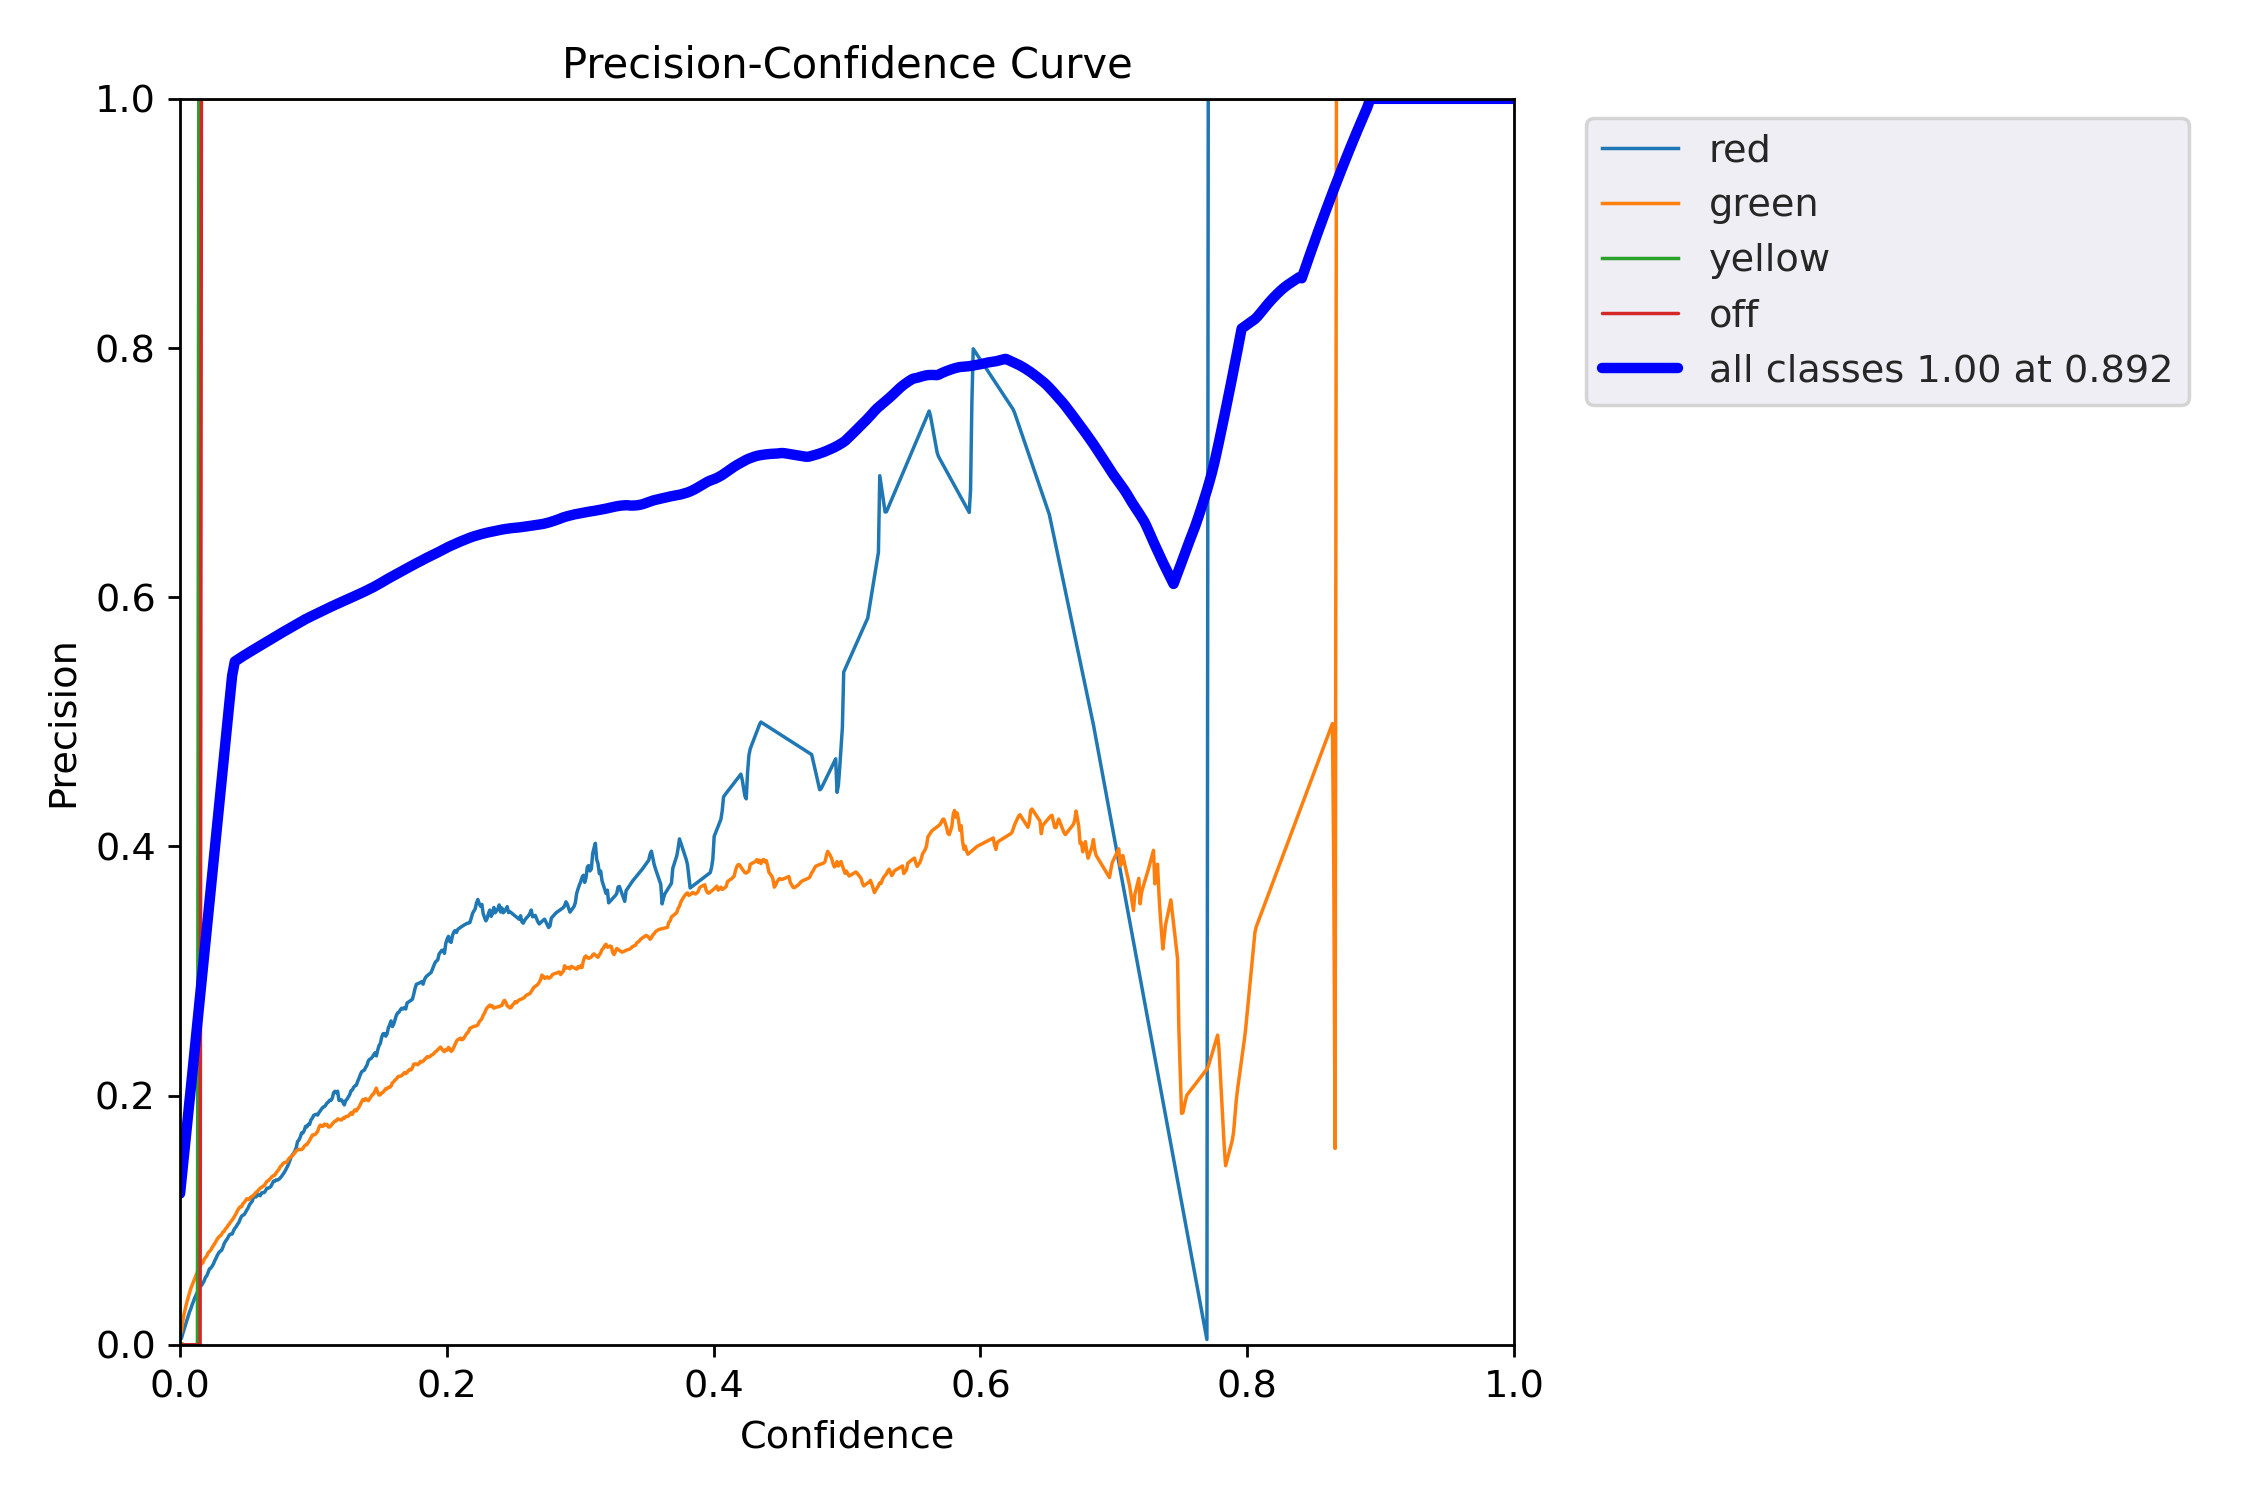 Precision-Confidence Curve
1.0
0.8
0.6
0.4
0.2
0.0
Precision
0.0 0.2 0.4 0.6 0.8 1.0
Confidence
red
green
yellow
off
all classes 1.00 at 0.892